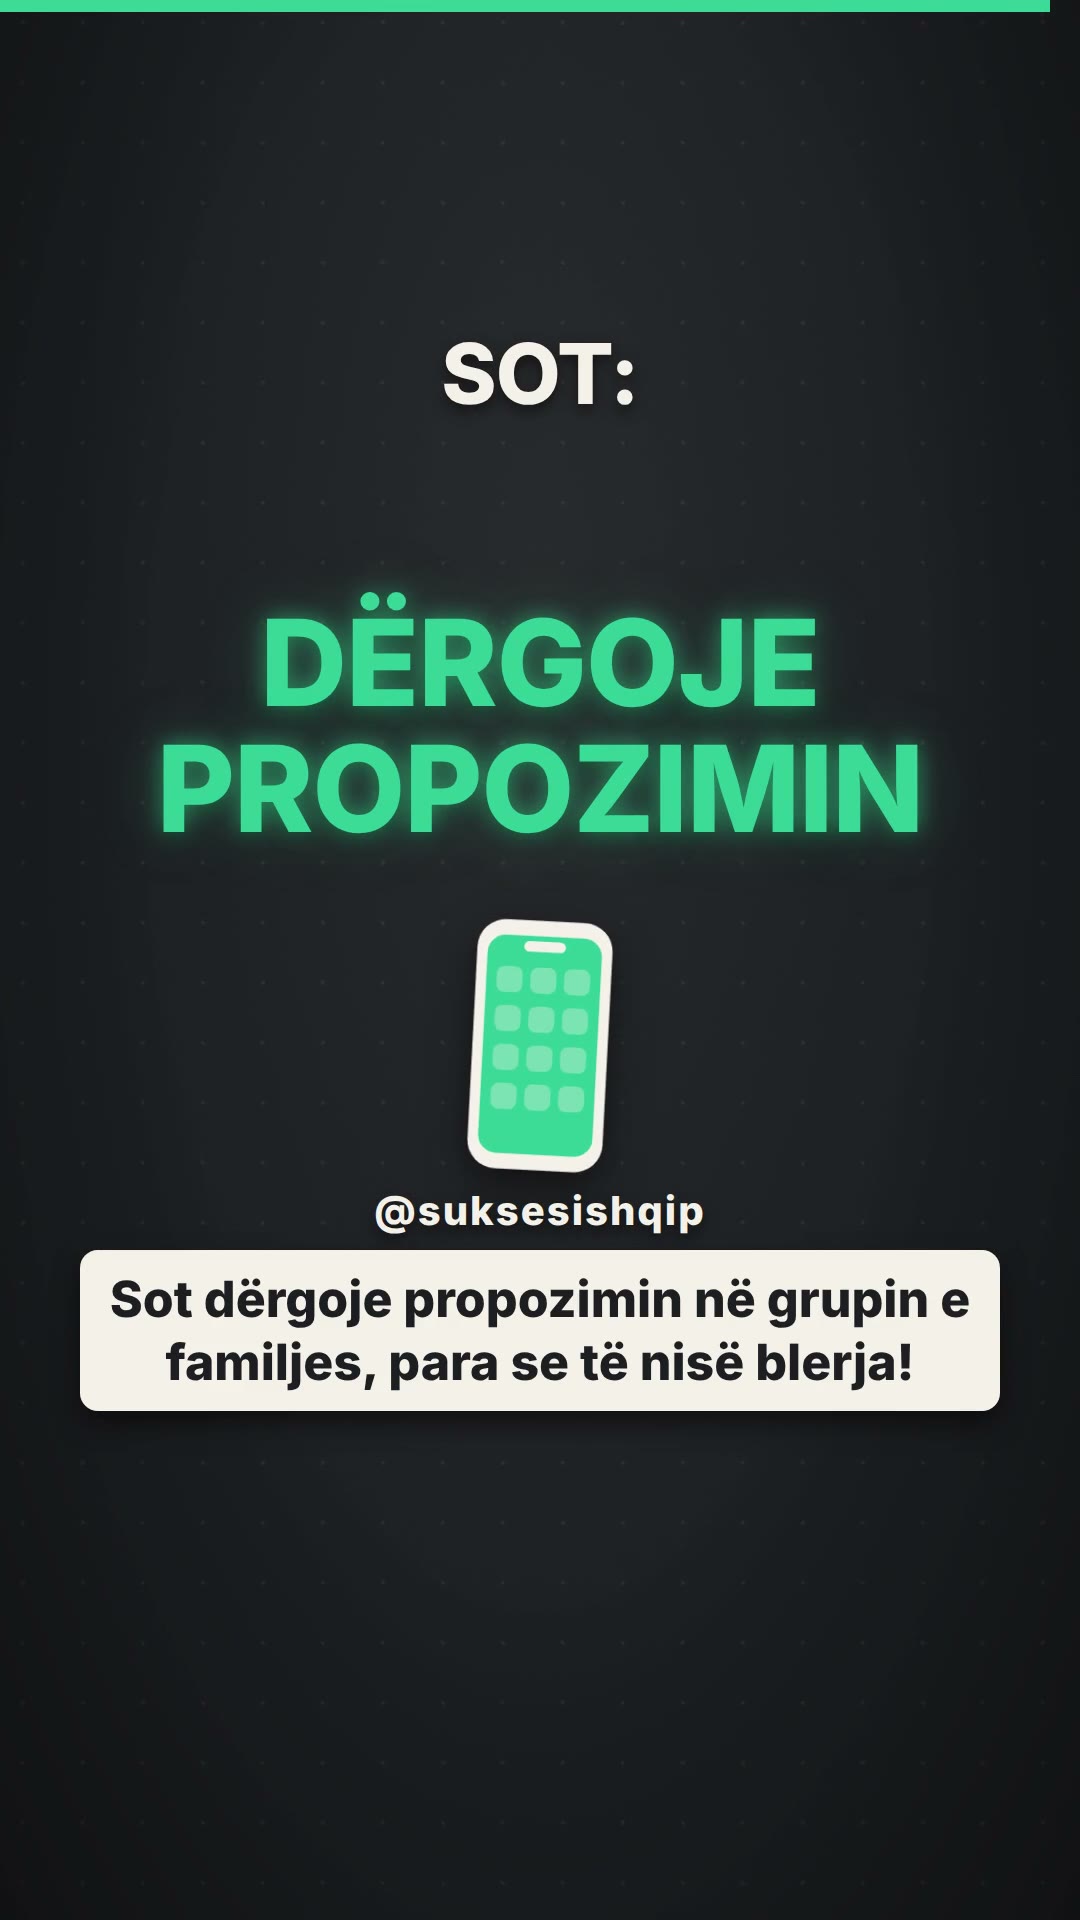 SOT:
DËRGOJE
PROPOZIMIN
@suksesishqip
Sot dërgoje propozimin në grupin e
familjes, para se të nisë blerja!